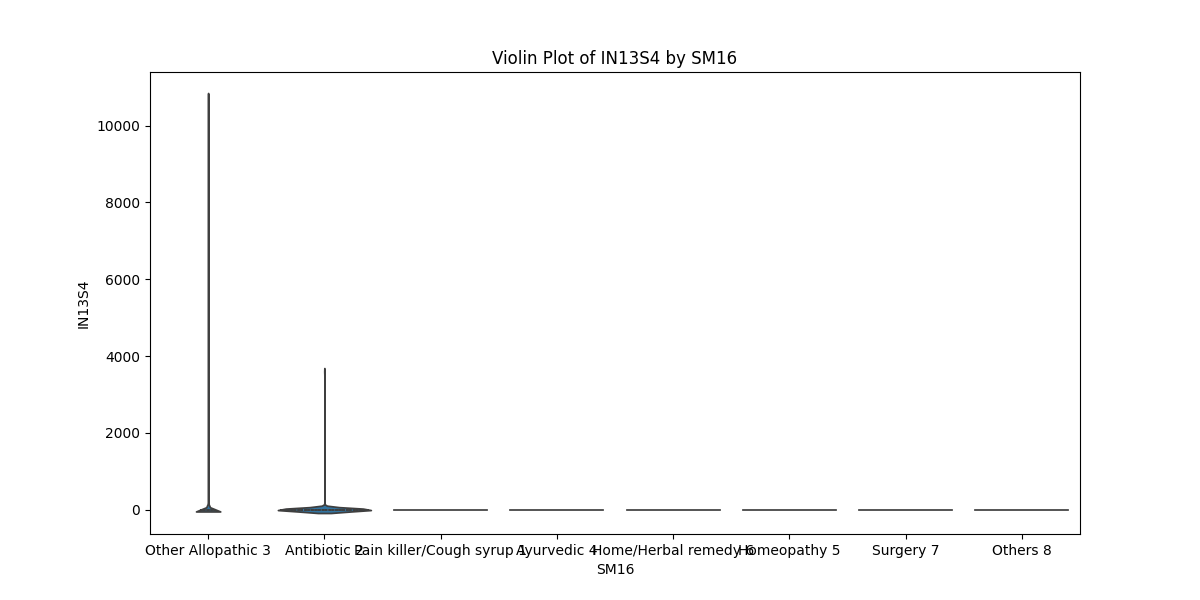 Violin Plot of IN13S4 by SM16
IN13S4
10000
8000
6000
4000
2000
0
Other Allopathic 3 Antibiotic 2 Pain killer/Cough syrup 1 Ayurvedic 4 Home/Herbal remedy 6 Homeopathy 5 Surgery 7 Others 8
SM16